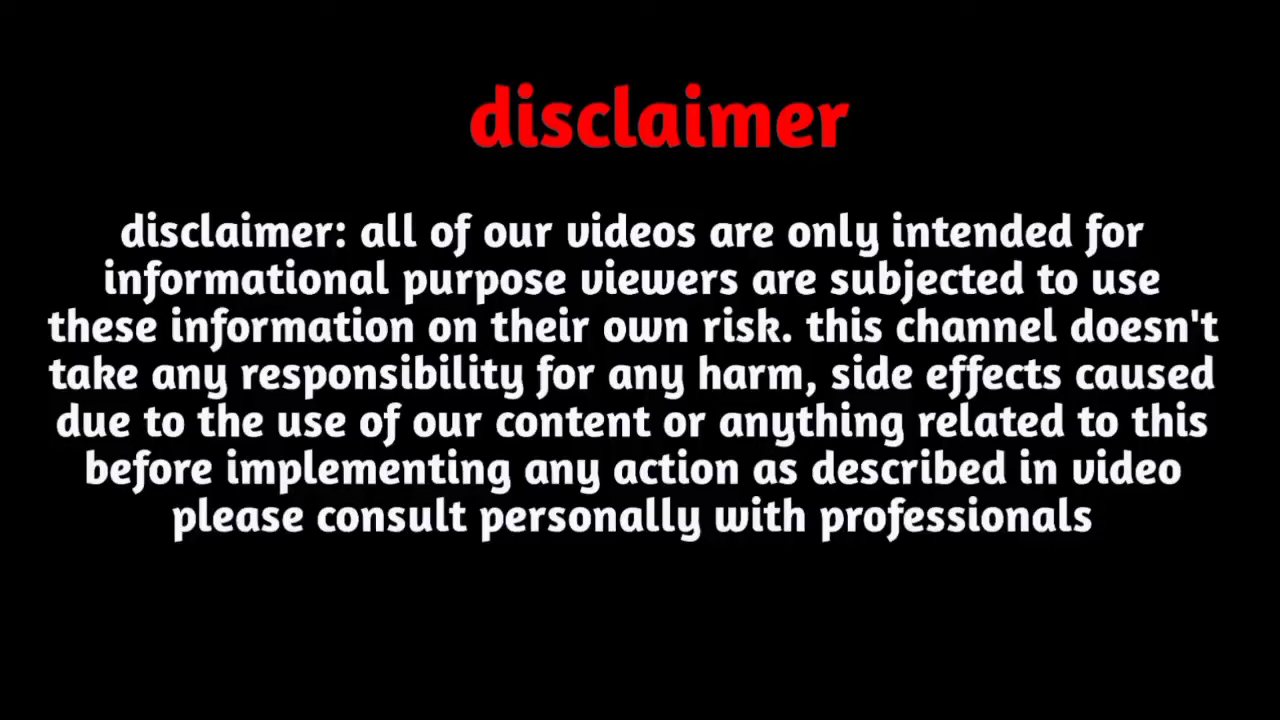 disclaimer
disclaimer: all of our videos are only intended for
informational purpose viewers are subjected to use
these information on their own risk. this channel doesn't
take any responsibility for any harm, side effects caused
due to the use of our content or anything related to this
before implementing any action as described in video
please consult personally with professionals